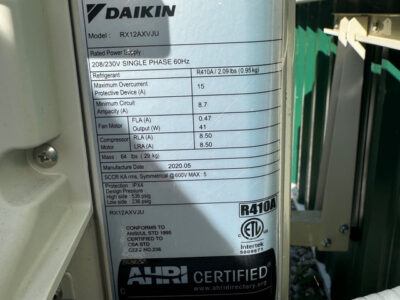 DAIKIN
Model : RX12AXVJU
Rated Power Supply
208/230V SINGLE PHASE 60Hz
Refrigerant R410A / 2.09 lbs (0.95 kg)
Maximum Overcurrent Protective Device (A) 15
Minimum Circuit Ampacity (A) 8.7
Fan Motor FLA (A) 0.47
Output (W) 41
Compressor Motor RLA (A) 8.50
LRA (A) 8.50
Mass : 64 lbs (29 kg) 2020.05
SCCR KA rms, Symmetrical @ 600V MAX : 5
Protection : IPX4
Design Pressure
High side : 536 psig
Low side : 236 psig
RX12AXVJU
R410A
CONFORMS TO
ANSI/UL STD 1995
CERTIFIED TO
CSA STD
C22.2 NO.236
ETL
Intertek
AHRI CERTIFIED
www.ahridirectory.org